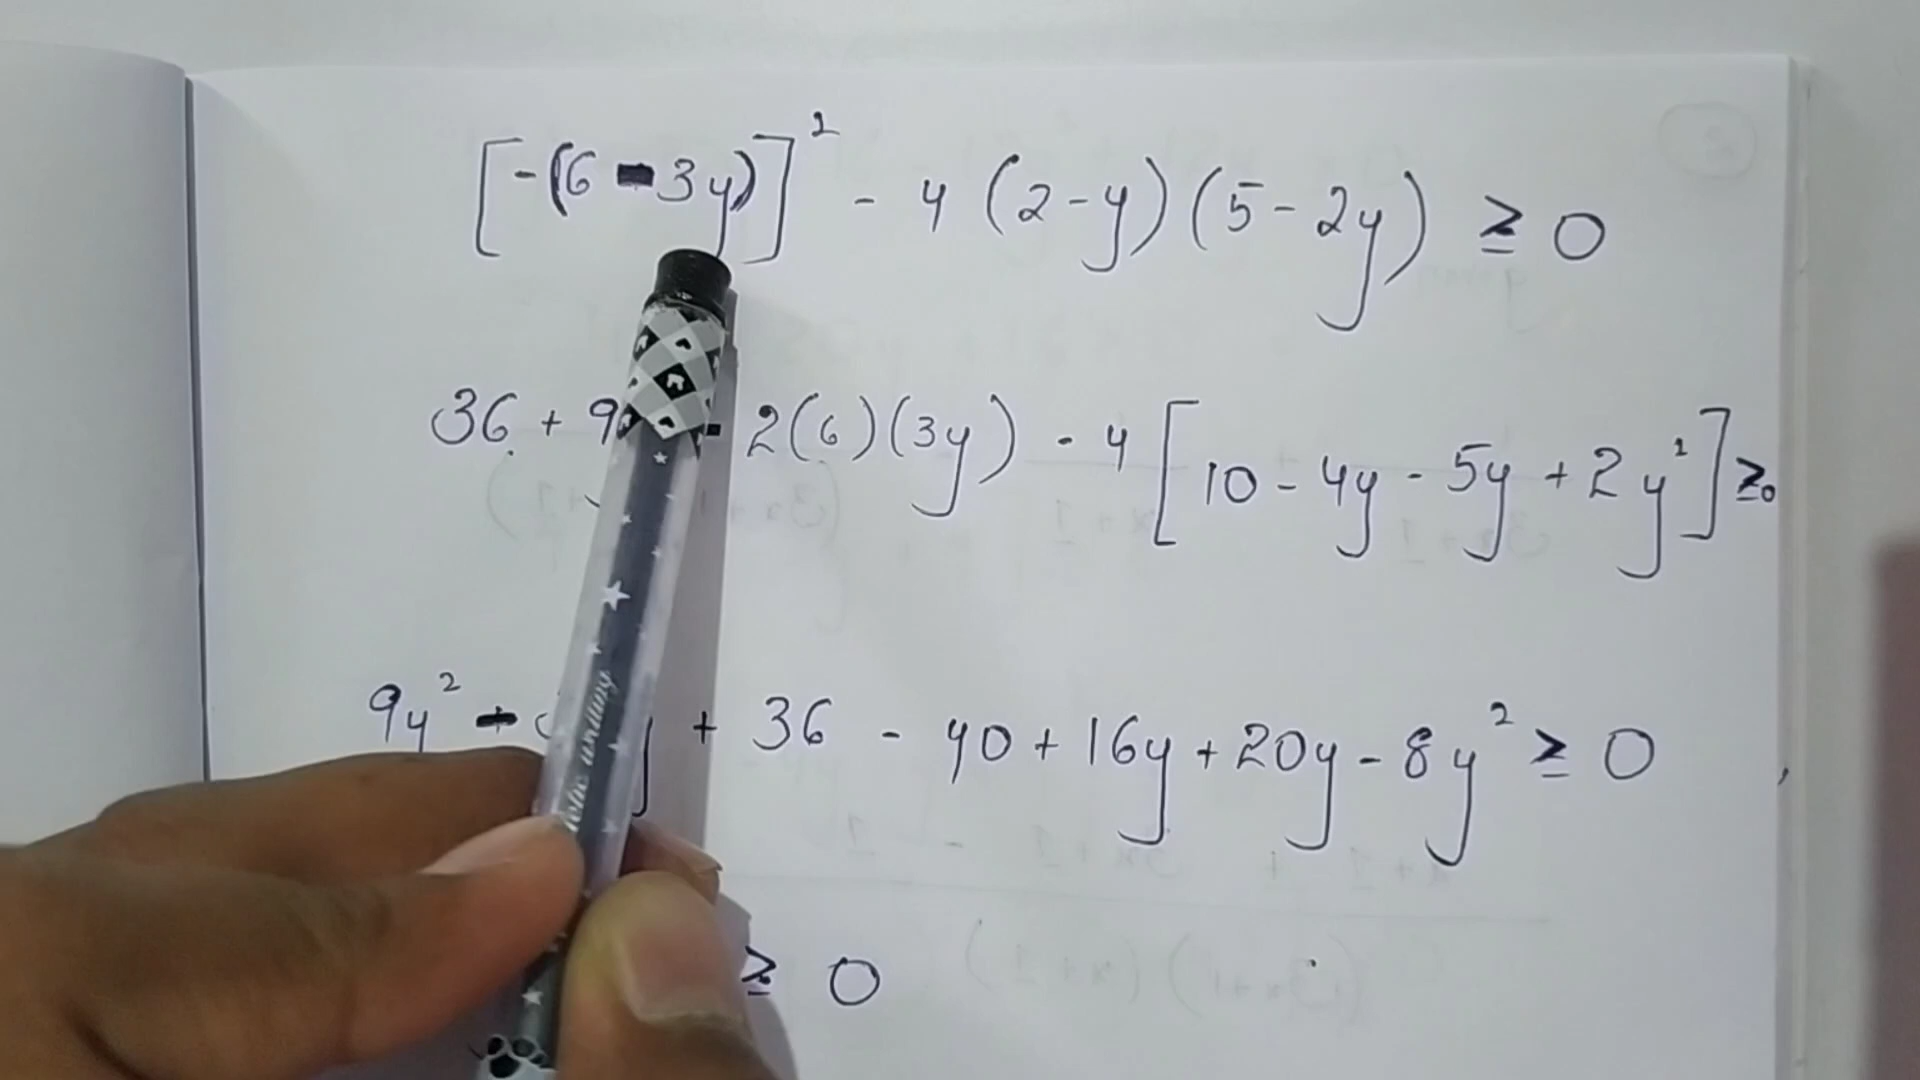 [-(6 - 3y)]² - 4 (2-y) (5 - 2y) ≥ 0
36 + 9 - 2(6)(3y) - 4 [10 - 4y - 5y + 2y²] ≥0
9y² - y + 36 - 40 + 16y + 20y - 8y² ≥ 0
≥ 0
writing